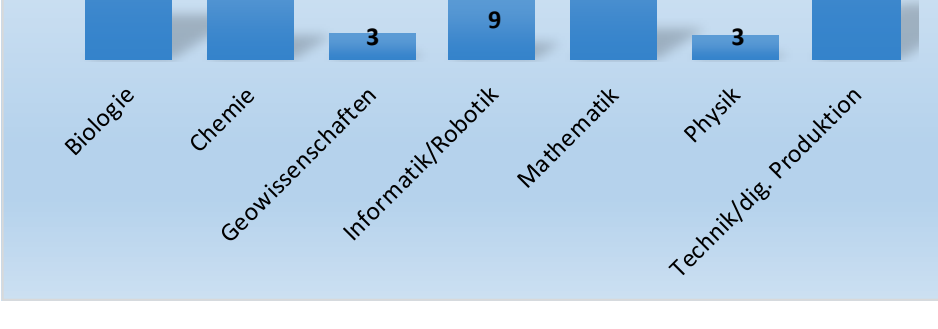 9
3
3
Biologie
Chemie
Geowissenschaften
Informatik/Robotik
Mathematik
Physik
Technik/dig. Produktion